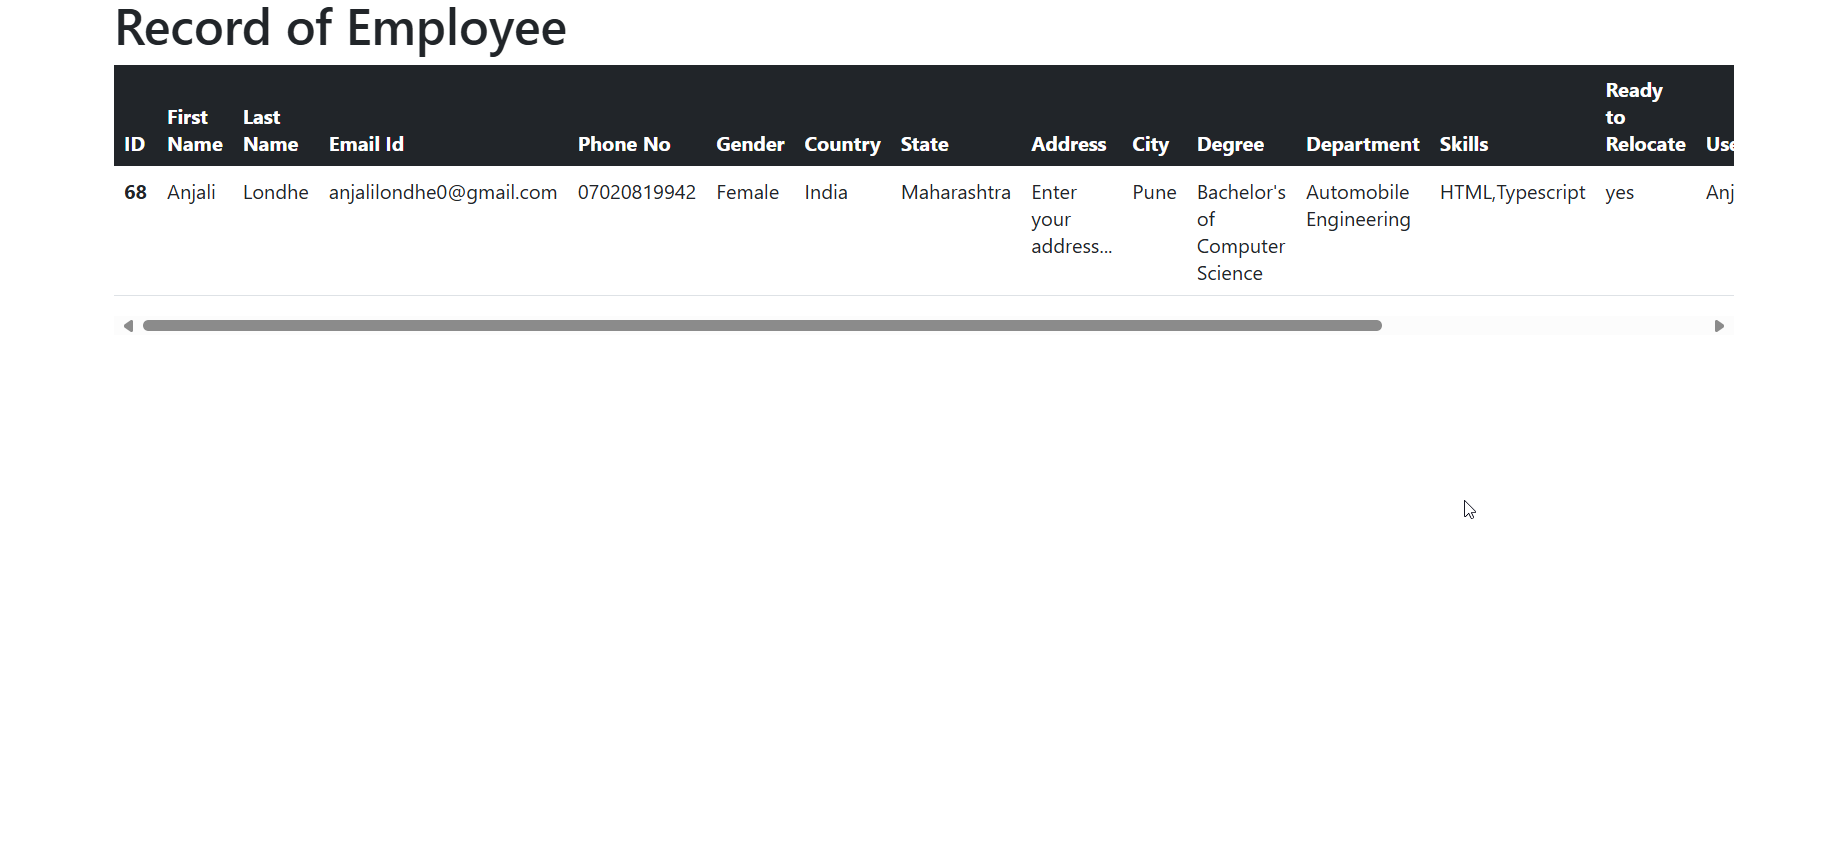 Record of Employee
ID First Name Last Name Email Id Phone No Gender Country State Address City Degree Department Skills Ready to Relocate Use
68 Anjali Londhe anjalilondhe0@gmail.com 07020819942 Female India Maharashtra Enter your address... Pune Bachelor's of Computer Science Automobile Engineering HTML,Typescript yes Anj